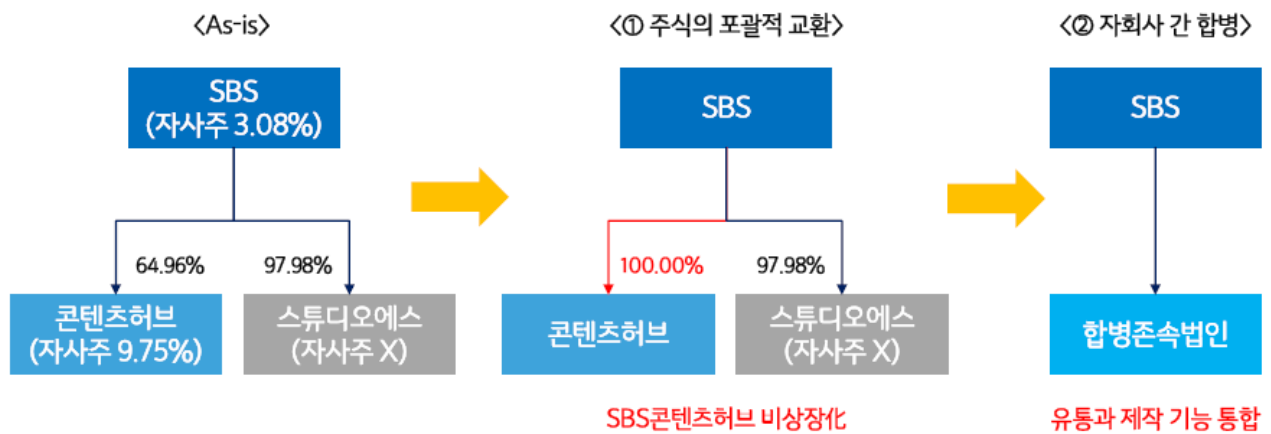 <As-is>
SBS
(자사주 3.08%)
64.96%
97.98%
콘텐츠허브
(자사주 9.75%)
스튜디오에스
(자사주 X)
<① 주식의 포괄적 교환>
SBS
100.00%
97.98%
콘텐츠허브
스튜디오에스
(자사주 X)
SBS콘텐츠허브 비상장化
<② 자회사 간 합병>
SBS
합병존속법인
유통과 제작 기능 통합